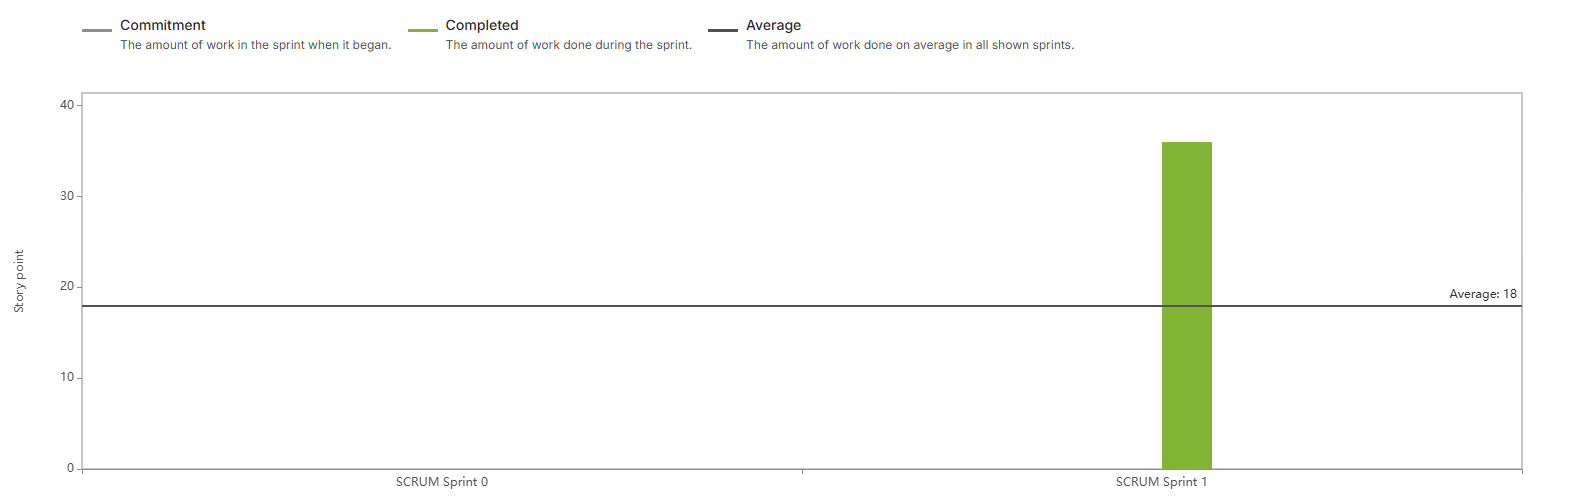 Commitment
The amount of work in the sprint when it began.
Completed
The amount of work done during the sprint.
Average
The amount of work done on average in all shown sprints.
Story point
40
30
20
10
0
Average: 18
SCRUM Sprint 0
SCRUM Sprint 1